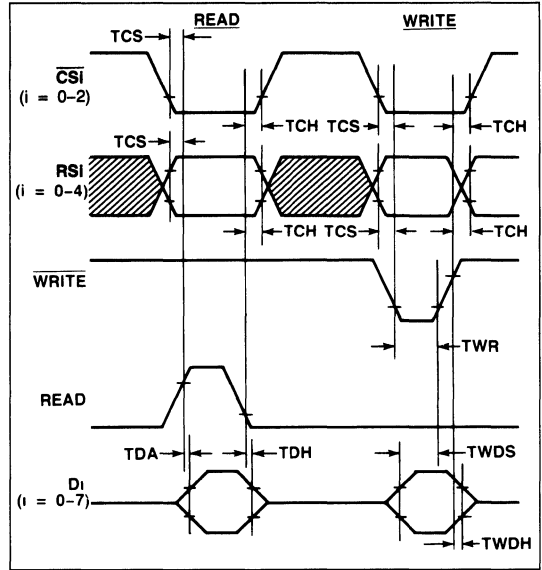 READ WRITE
TCS
CSi
(i = 0–2)
TCH TCS TCH
TCS
RSI
(i = 0–4)
TCH TCS TCH
WRITE
TWR
READ
TDA TDH TWDS
Dı
(ı = 0–7)
TWDH